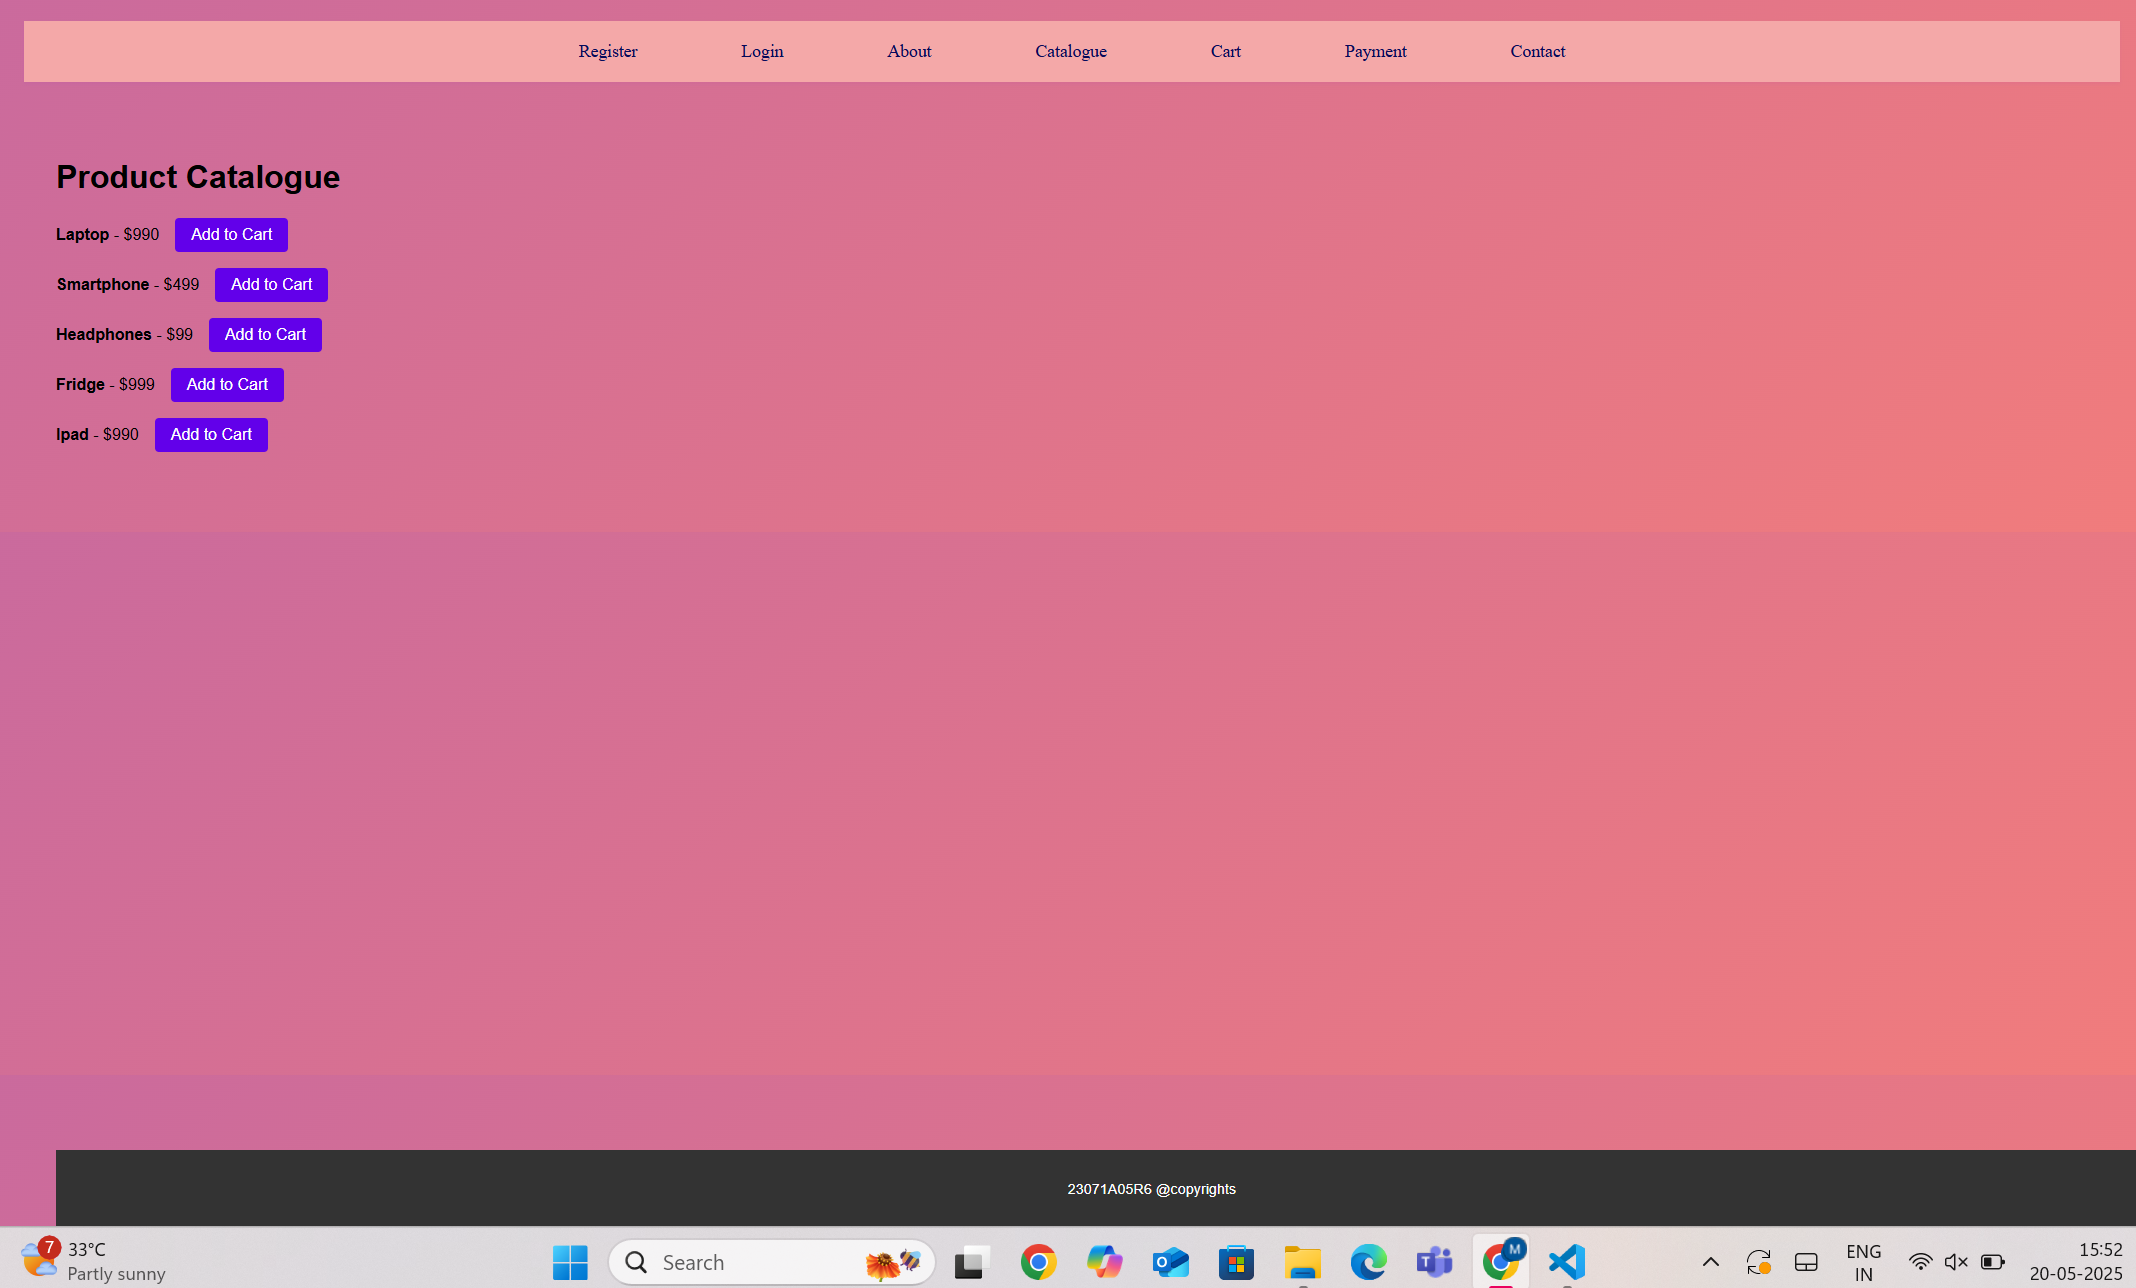 Register Login About Catalogue Cart Payment Contact
Product Catalogue
Laptop - $990 Add to Cart
Smartphone - $499 Add to Cart
Headphones - $99 Add to Cart
Fridge - $999 Add to Cart
Ipad - $990 Add to Cart
23071A05R6 @copyrights
7
33°C
Partly sunny
Search
M
ENG
IN
15:52
20-05-2025